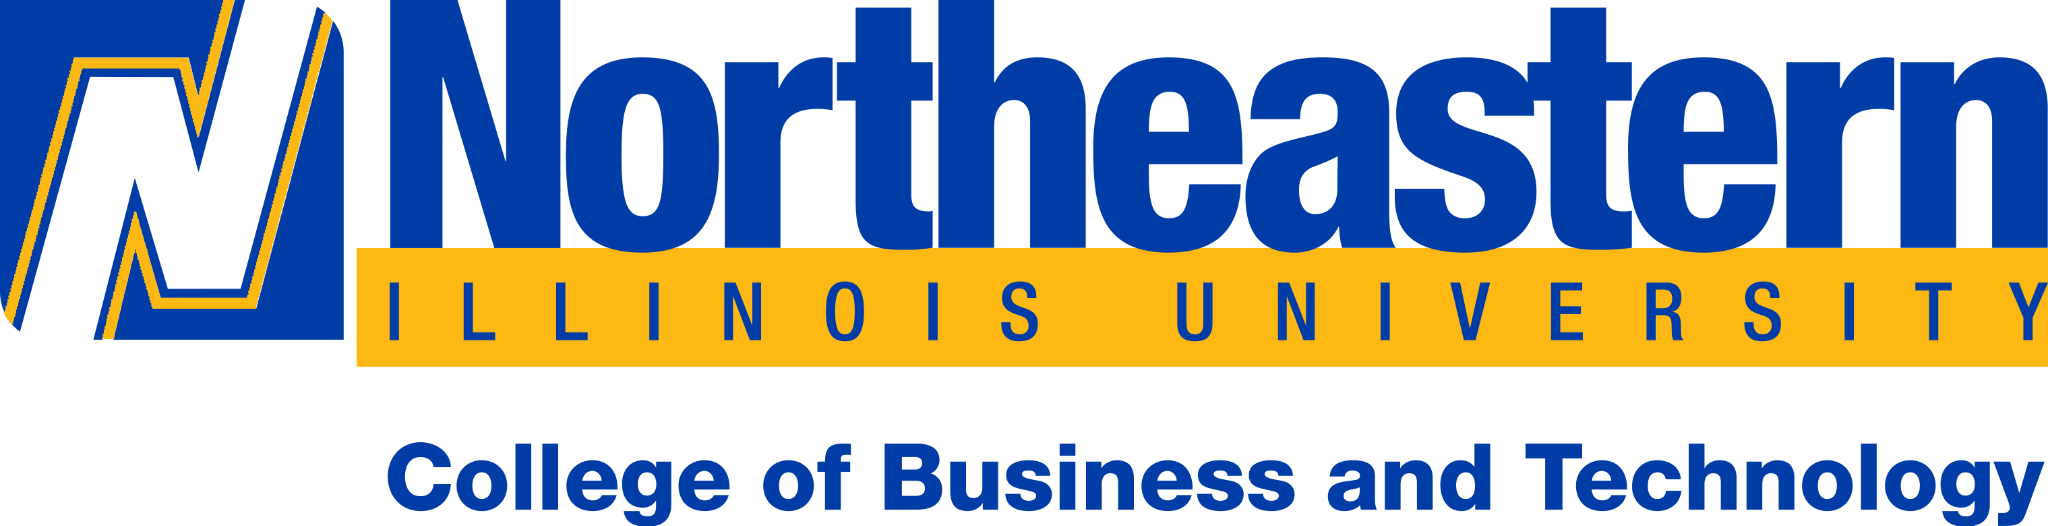 Northeastern
ILLINOIS UNIVERSITY
College of Business and Technology